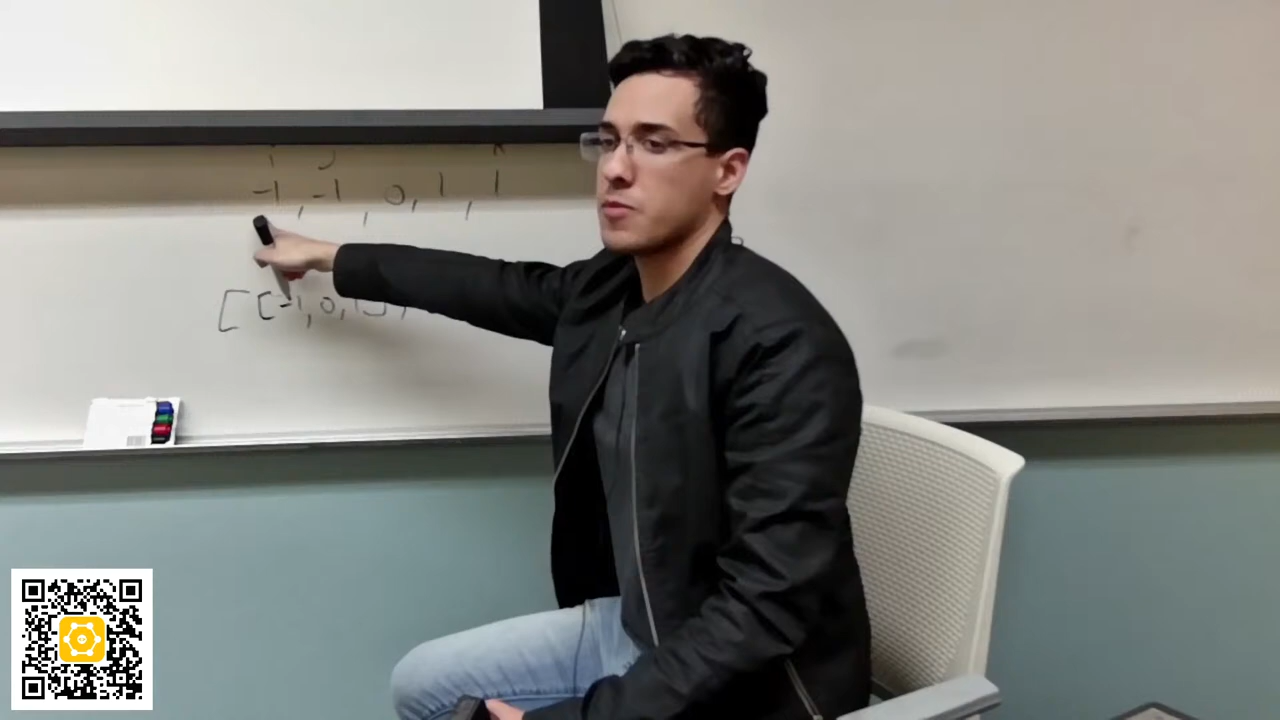 i j k
-1, -1, 0, 1, 1
[[-1, 0, 1],